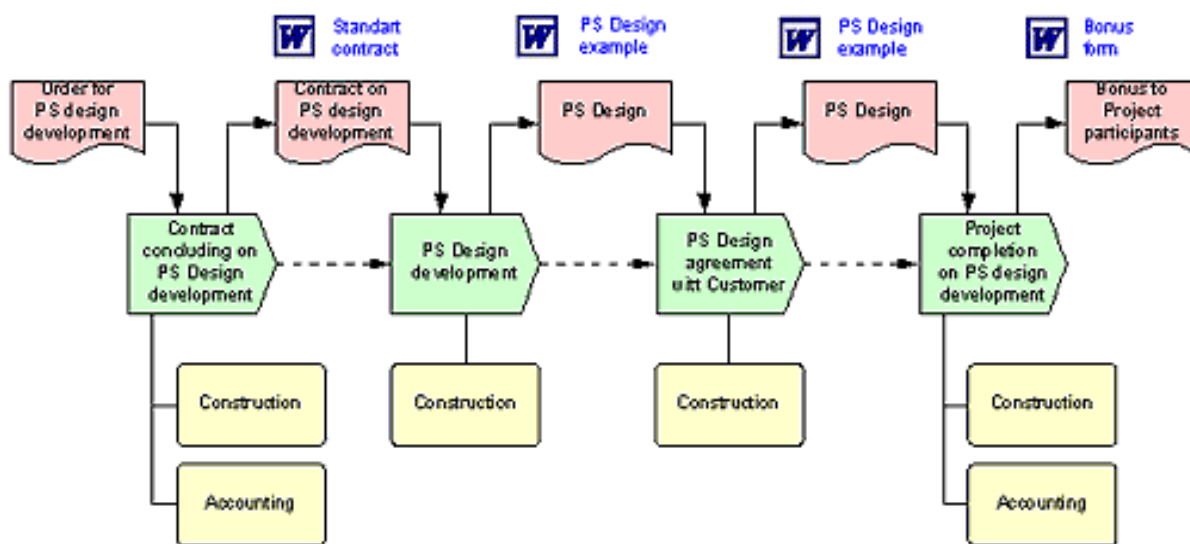 W Standart
contract
W PS Design
example
W PS Design
example
W Bonus
form
Order for
PS design
development
Contract on
PS design
development
PS Design
PS Design
Bonus to
Project
participants
Contract
concluding on
PS Design
development
PS Design
development
PS Design
agreement
witt Customer
Project
completion
on PS design
development
Construction
Construction
Construction
Construction
Accounting
Accounting